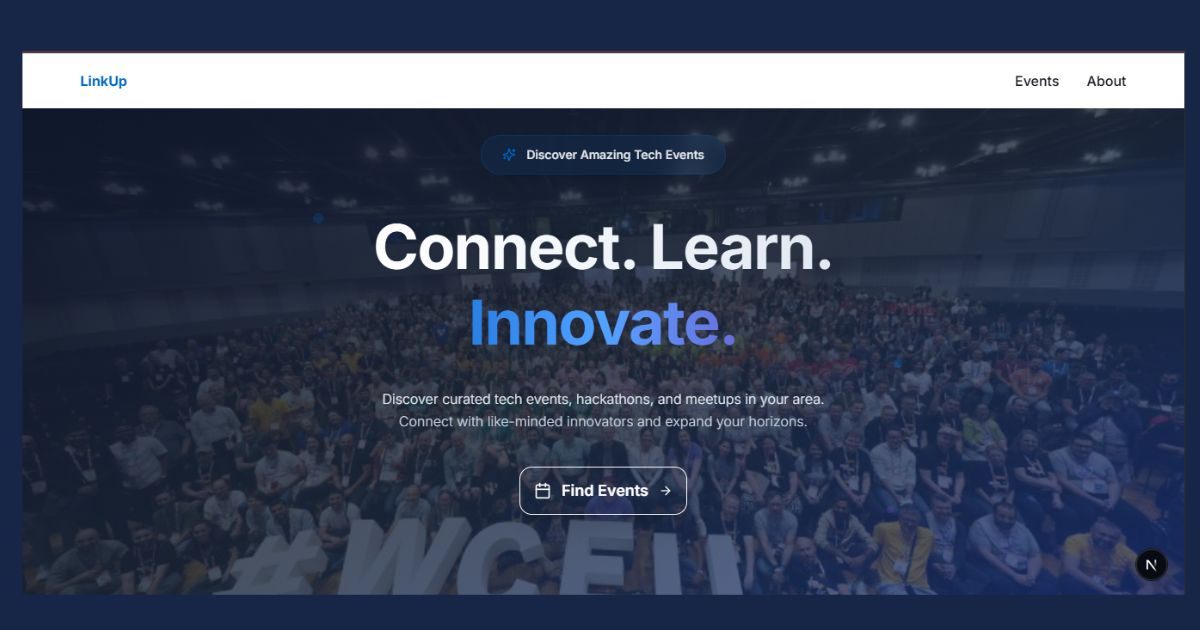 LinkUp
Events
About
Discover Amazing Tech Events
Connect. Learn.
Innovate.
Discover curated tech events, hackathons, and meetups in your area.
Connect with like-minded innovators and expand your horizons.
Find Events →
#WCEU
N